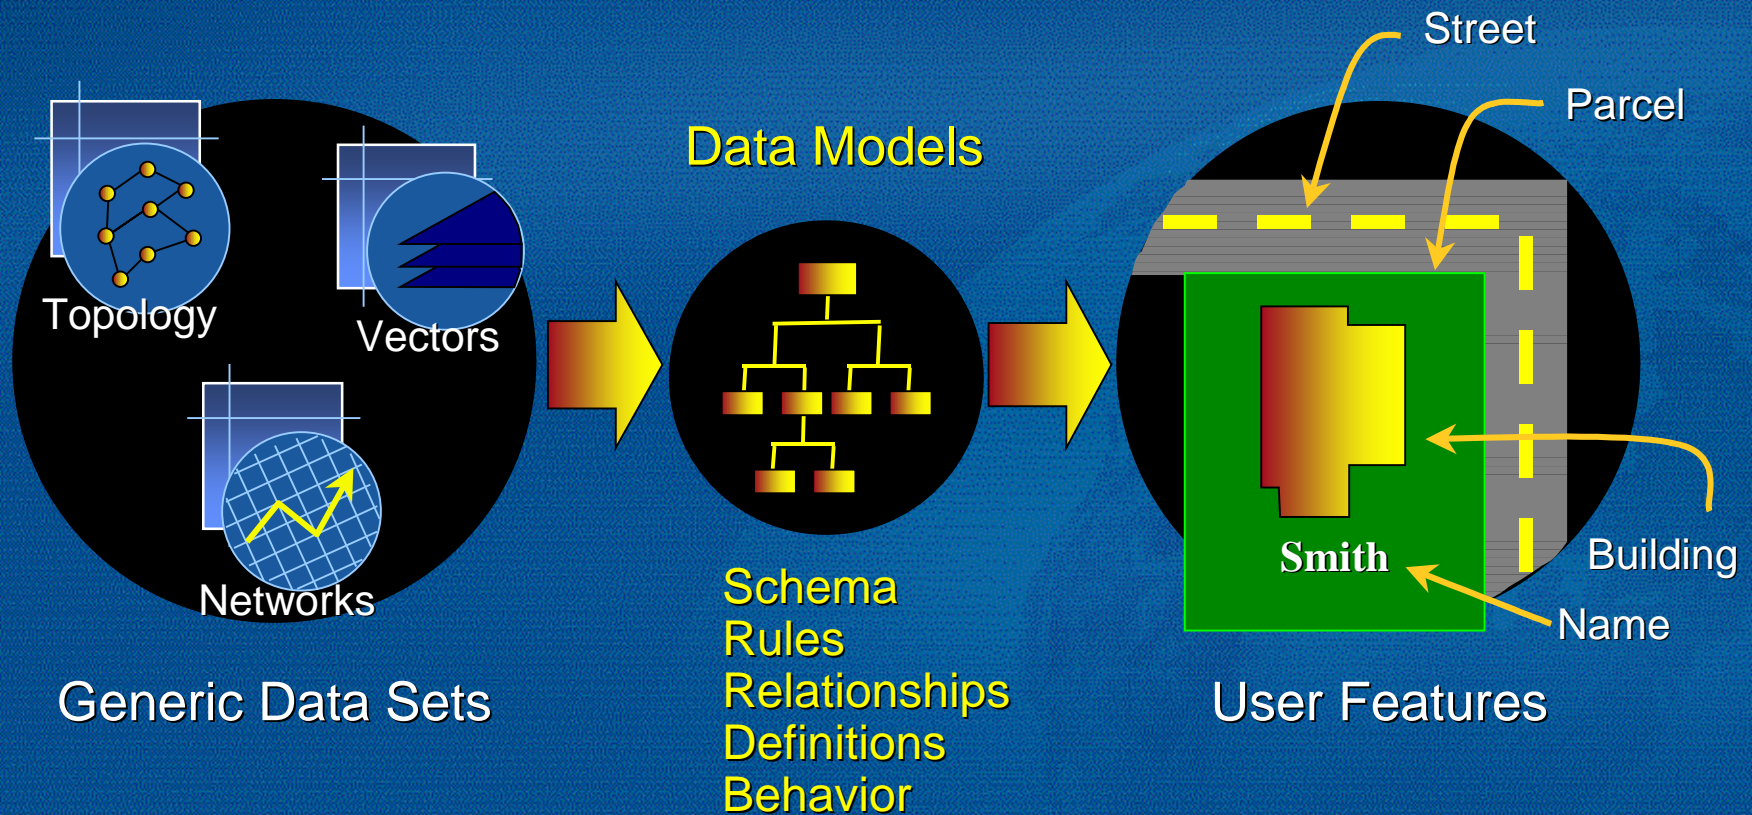 Street
Parcel
Data Models
Topology
Vectors
Networks
Smith
Building
Name
Schema
Rules
Relationships
Definitions
Behavior
Generic Data Sets
User Features